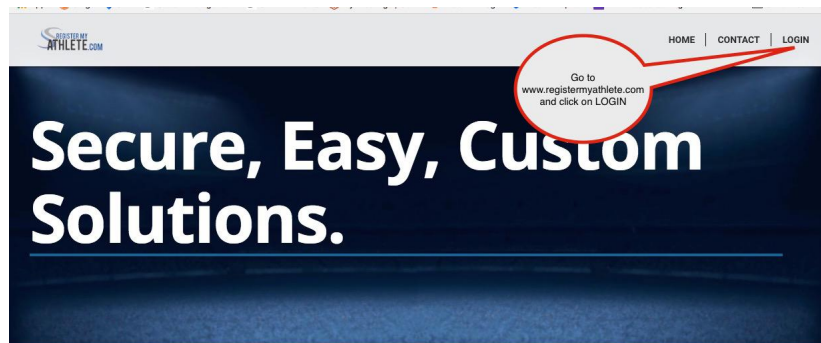 REGISTER MY
ATHLETE.COM
HOME | CONTACT | LOGIN
Go to
www.registermyathlete.com
and click on LOGIN
Secure, Easy, Custom
Solutions.